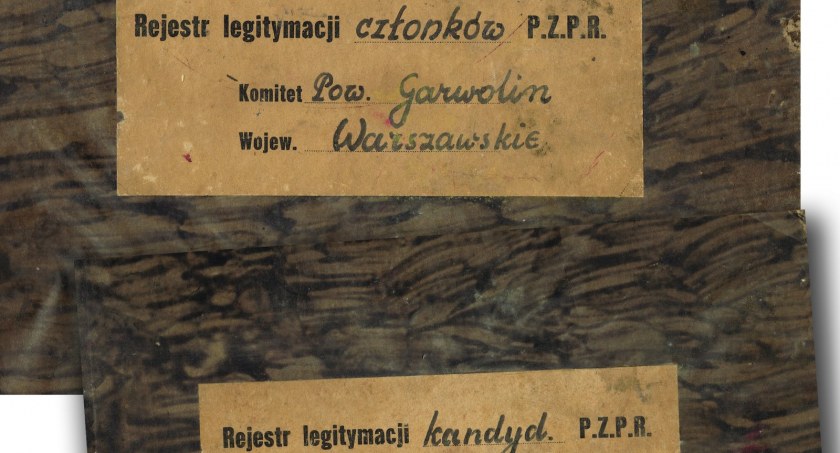 Rejestr legitymacji członków P.Z.P.R.
Komitet Pow. Garwolin
Wojew. Warszawskie
Rejestr legitymacji kandyd. P.Z.P.R.